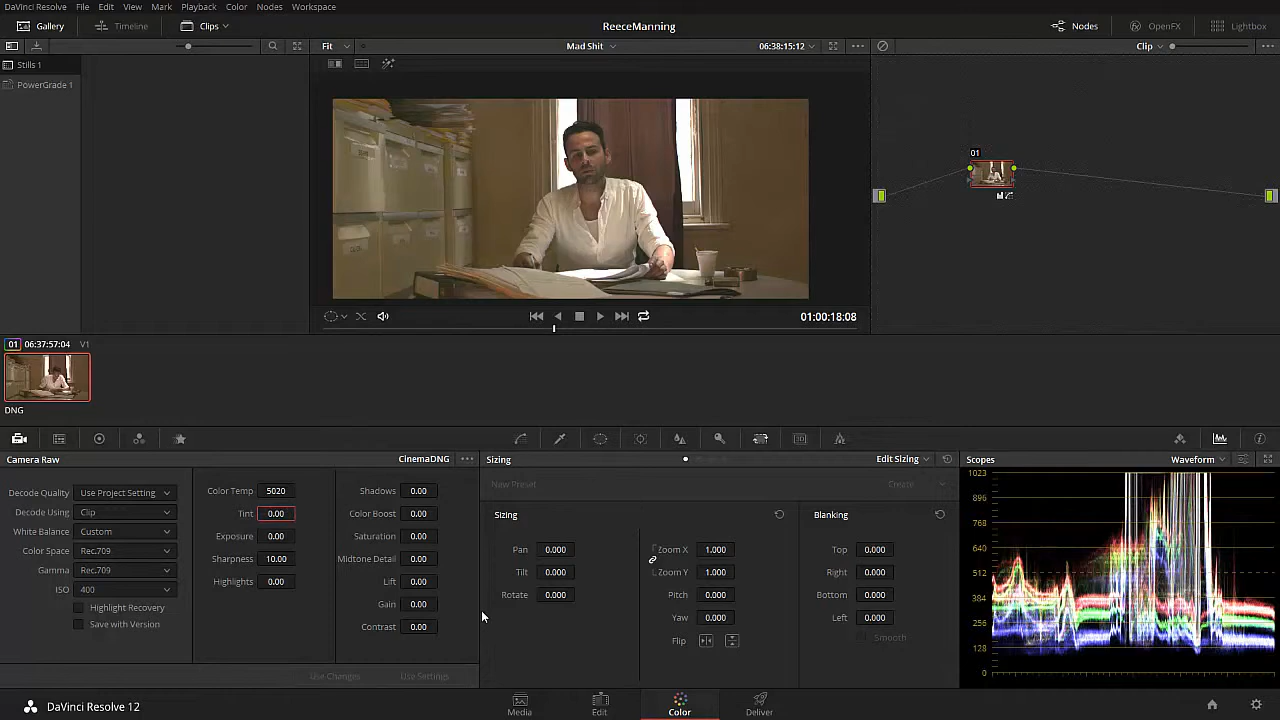 DaVinci Resolve File Edit View Mark Playback Color Nodes Workspace
Gallery Timeline Clips ReeceManning Nodes OpenFX Lightbox
Fit Mad Shit 06:38:15:12 Clip
Stills 1
PowerGrade 1
01
01:00:18:08
01 06:37:57:04 V1
DNG
Camera Raw CinemaDNG
Decode Quality Use Project Setting
Decode Using Clip
White Balance Custom
Color Space Rec.709
Gamma Rec.709
ISO 400
Highlight Recovery
Save with Version
Color Temp 5020
Tint 0.00
Exposure 0.00
Sharpness 10.00
Highlights 0.00
Shadows 0.00
Color Boost 0.00
Saturation 0.00
Midtone Detail 0.00
Lift 0.00
Gain 0.00
Contrast 0.00
Use Changes Use Settings
Sizing Edit Sizing
New Preset Create
Sizing
Pan 0.000
Tilt 0.000
Rotate 0.000
Zoom X 1.000
Zoom Y 1.000
Pitch 0.000
Yaw 0.000
Flip
Blanking
Top 0.000
Right 0.000
Bottom 0.000
Left 0.000
Smooth
Scopes Waveform
1023
896
768
640
512
384
256
128
0
DaVinci Resolve 12 Media Edit Color Deliver